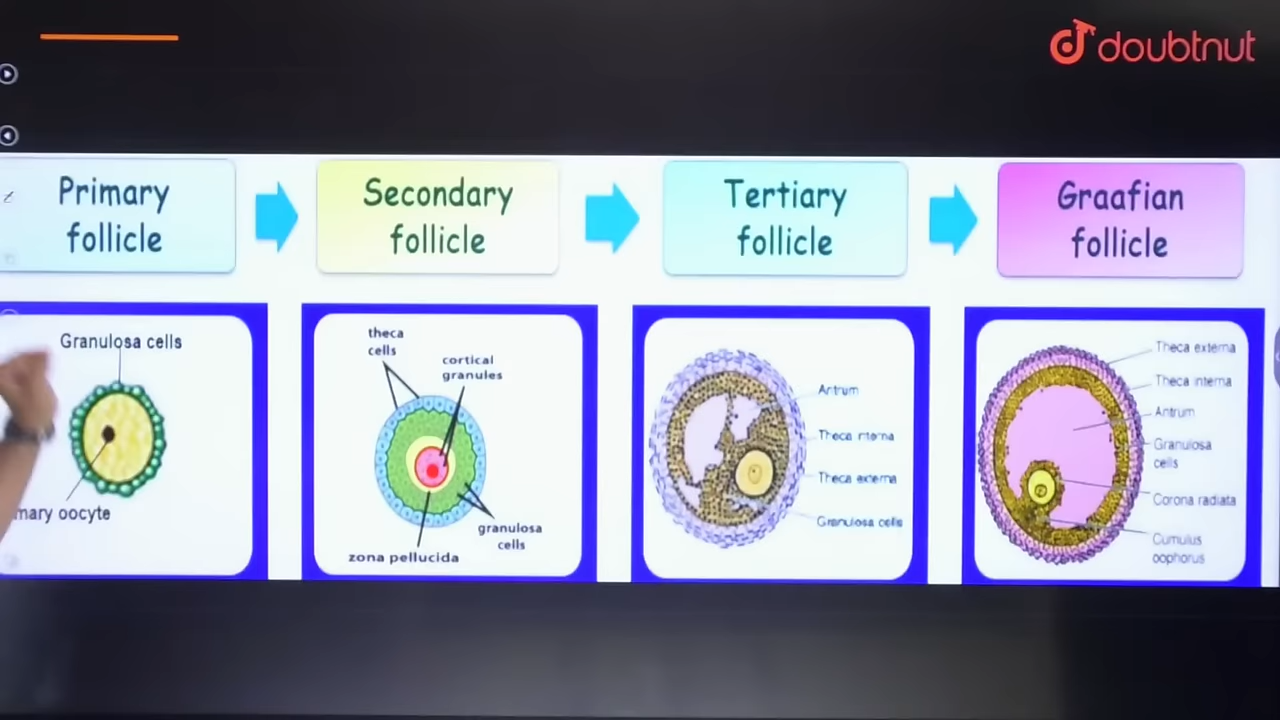 doubtnut
Primary
follicle
Secondary
follicle
Tertiary
follicle
Graafian
follicle
Granulosa cells
mary oocyte
theca
cells
cortical
granules
granulosa
cells
zona pellucida
Antrum
Theca interna
Theca externa
Granulosa cells
Theca externa
Theca interna
Antrum
Granulosa
cells
Corona radiata
Cumulus
oophorus